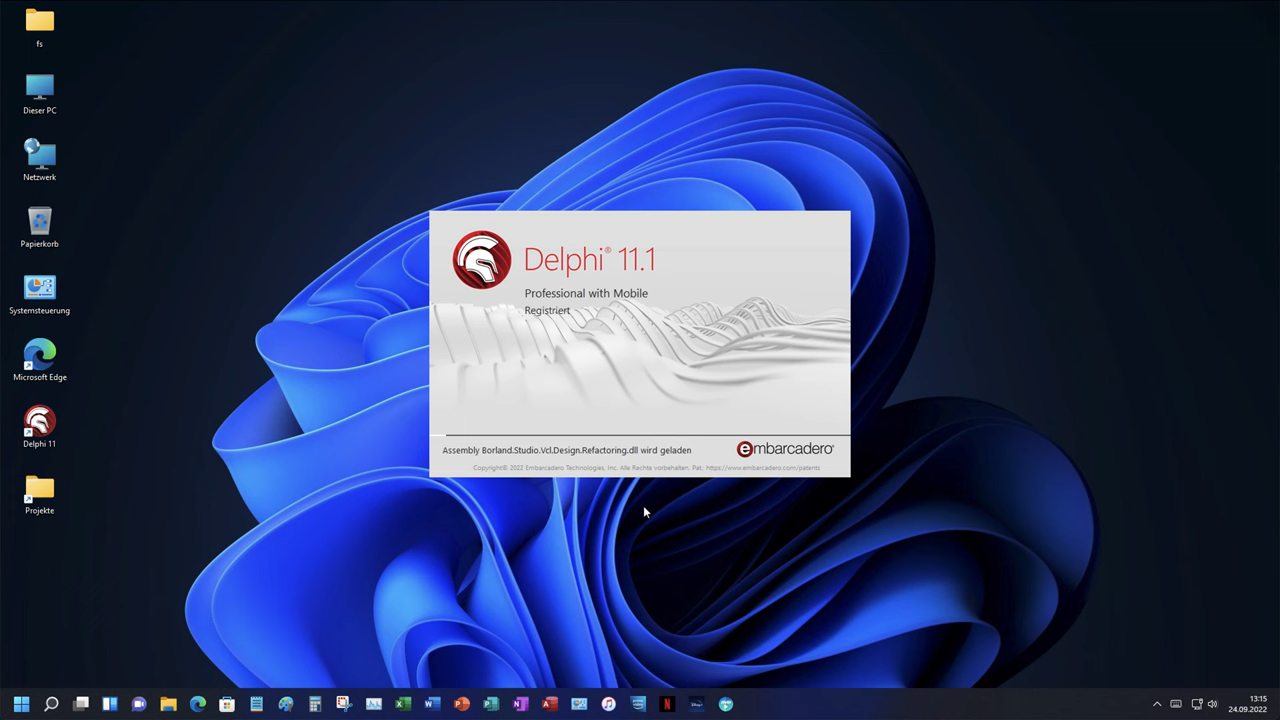 fs
Dieser PC
Netzwerk
Papierkorb
Systemsteuerung
Microsoft Edge
Delphi 11
Projekte
Delphi® 11.1
Professional with Mobile
Registriert
Assembly Borland.Studio.Vcl.Design.Refactoring.dll wird geladen
embarcadero®
Copyright© 2022 Embarcadero Technologies, Inc. Alle Rechte vorbehalten. Pat.: https://www.embarcadero.com/patents
13:15
24.09.2022